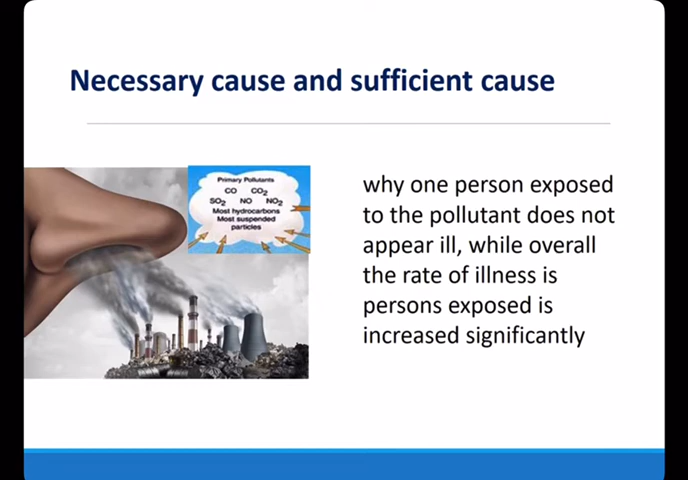 Necessary cause and sufficient cause
Primary Pollutants
CO CO2
SO2 NO NO2
Most hydrocarbons
Most suspended
particles
why one person exposed
to the pollutant does not
appear ill, while overall
the rate of illness is
persons exposed is
increased significantly